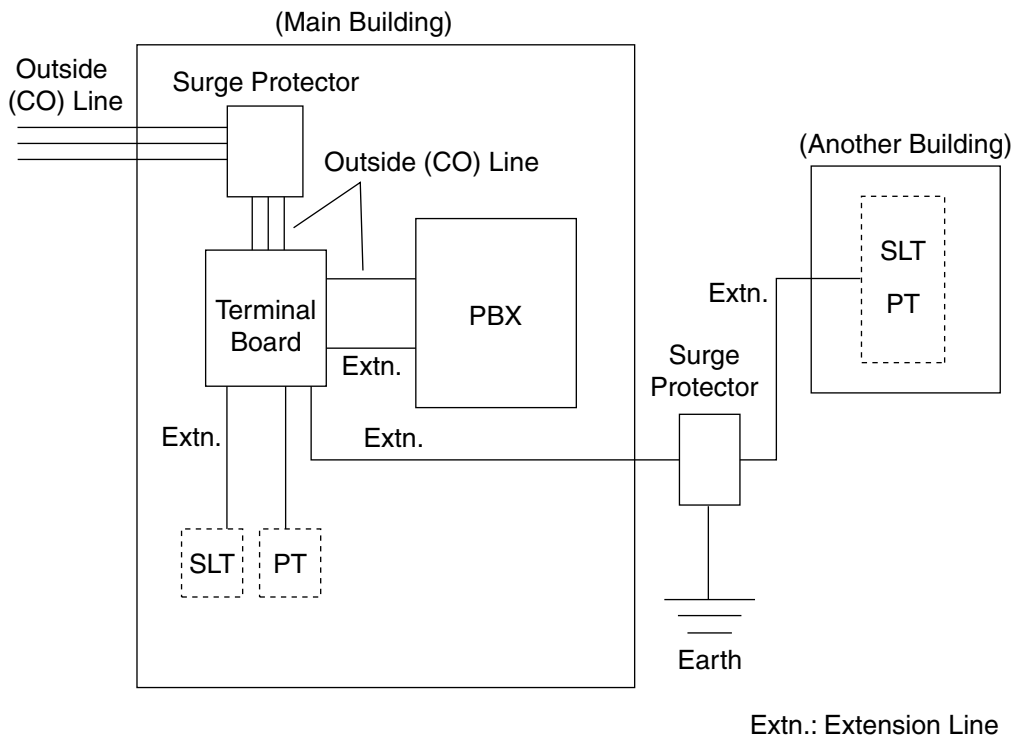 (Main Building)
Outside
(CO) Line
Surge Protector
Outside (CO) Line
(Another Building)
Terminal
Board
PBX
Extn.
SLT
PT
Extn.
Surge
Protector
Extn.
Extn.
SLT
PT
Earth
Extn.: Extension Line